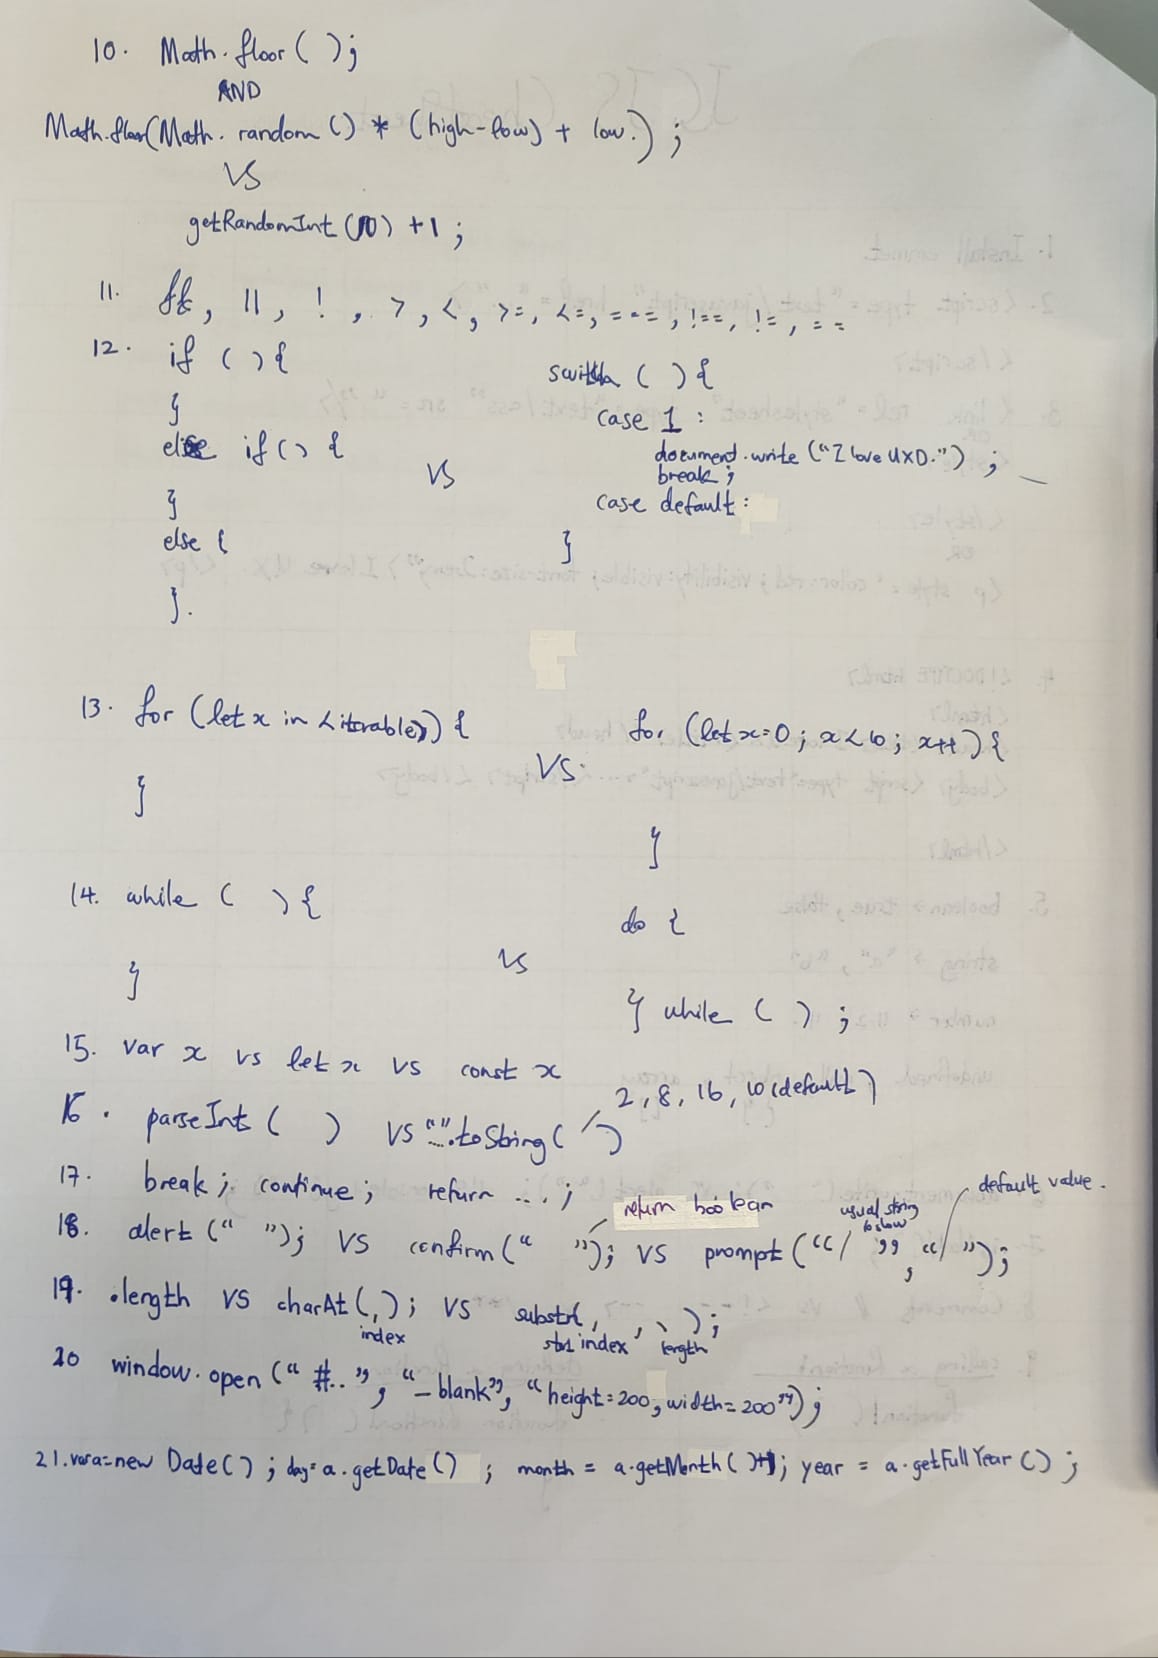 10. Math.floor( );
AND
Math.floor(Math.random() * (high-low) + low.);
VS
getRandomInt(10) +1;
11. &&, ||, !, >, <, >=, <=, ===, !==, !=, ==
12. if ( ) {
}
else if() {
}
else {
}.
VS
switch ( ) {
case 1 :
document.write("I love UXD.");
break;
case default:
}
13. for (let x in <iterable>) {
}
VS
for (let x=0; x<10; x++) {
}
14. while ( ) {
}
VS
do {
} while ( );
15. var x vs let x vs const x
16. parseInt ( ) VS "...".toString( )
2, 8, 16, 10 (default)
17. break; continue; return ...;
return boolean
usual string to show
default value.
18. alert (" "); VS confirm(" "); VS prompt(" ", " ");
19. .length VS charAt(,); VS substr( , , );
index
start index
length
20 window.open ("#..", "_blank", "height=200, width=200");
21. var a=new Date(); day= a.getDate() ; month = a.getMonth()+1; year = a.getFullYear();